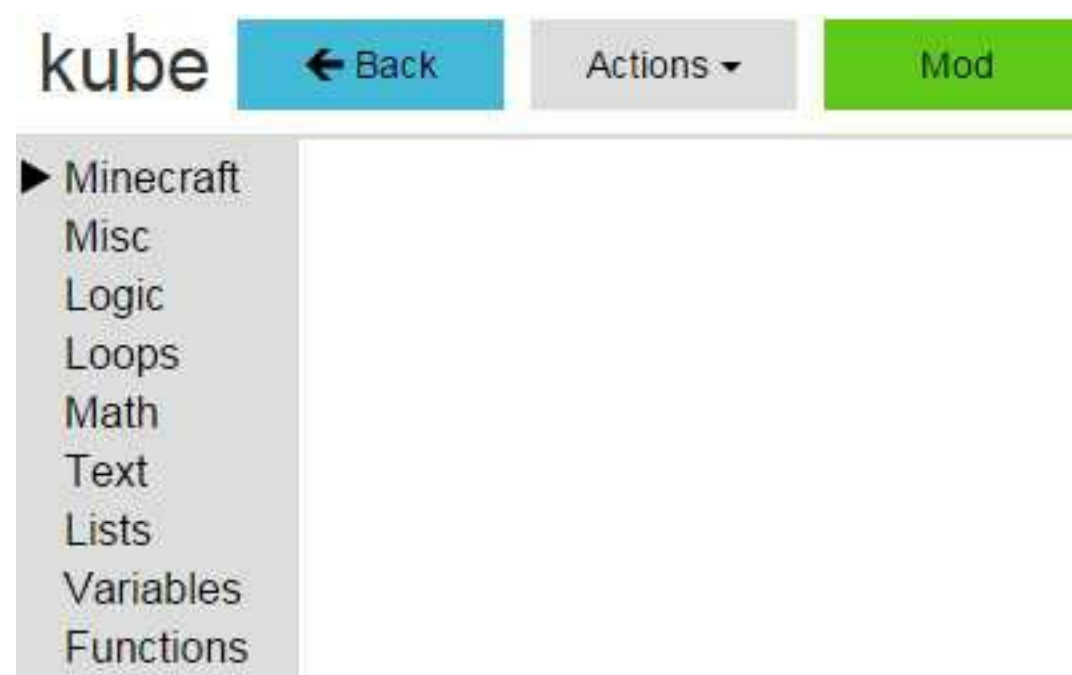 kube Back Actions Mod
Minecraft
Misc
Logic
Loops
Math
Text
Lists
Variables
Functions